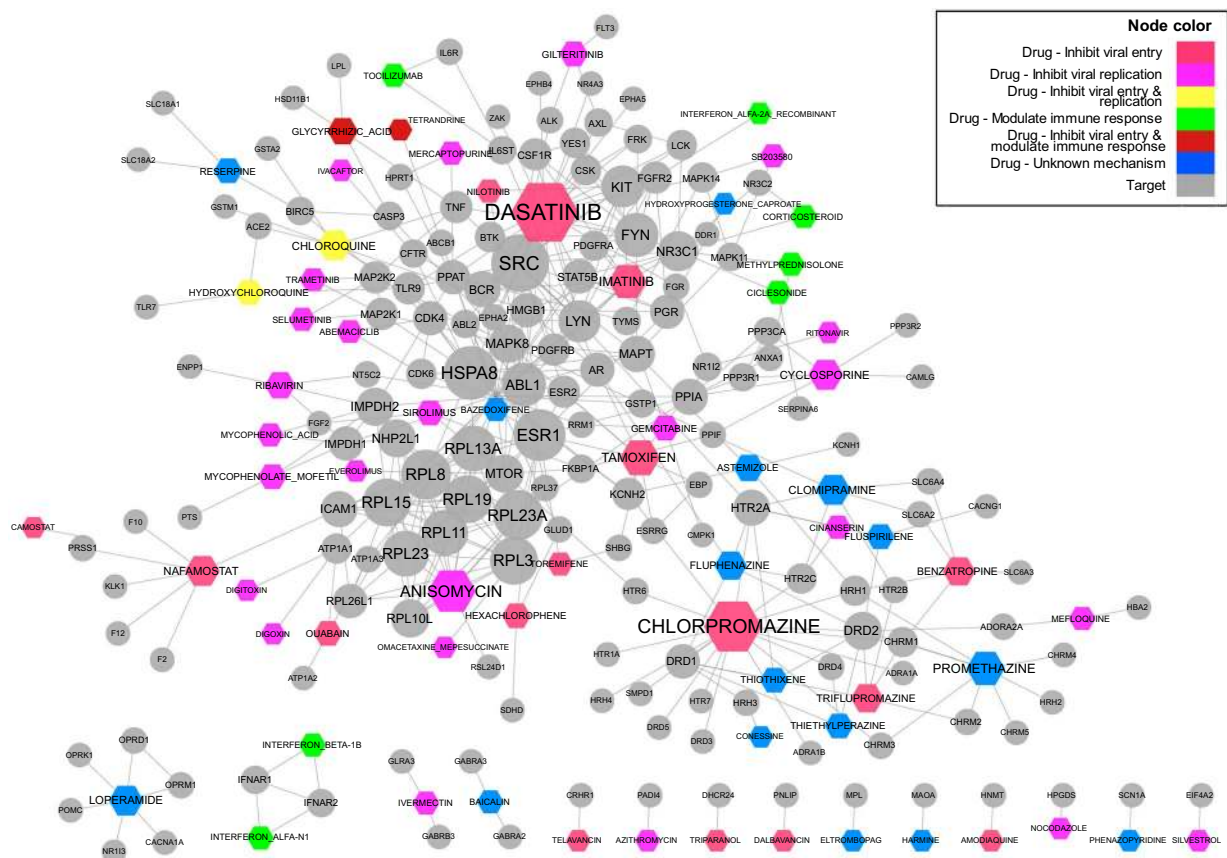 Node color
Drug - Inhibit viral entry
Drug - Inhibit viral replication
Drug - Inhibit viral entry &
replication
Drug - Modulate immune response
Drug - Inhibit viral entry &
modulate immune response
Drug - Unknown mechanism
Target
FLT3
GILTERITINIB
IL6R
TOCILIZUMAB
LPL
NR4A3
EPHB4
EPHA5
SLC18A1
HSD11B1
TETRANDRINE
ZAK
ALK
AXL
INTERFERON_ALFA-2A_RECOMBINANT
GLYCYRRHIZIC_ACID
YES1
FRK
LCK
MERCAPTOPURINE
IL6ST
CSF1R
SB203580
GSTA2
SLC18A2
RESERPINE
IVACAFTOR
HPRT1
CSK
FGFR2
MAPK14
NR3C2
NILOTINIB
KIT
HYDROXYPROGESTERONE_CAPROATE
GSTM1
BIRC5
CASP3
TNF
DASATINIB
CORTICOSTEROID
ACE2
CHLOROQUINE
ABCB1
BTK
FYN
DDR1
CFTR
PDGFRA
NR3C1
MAPK11
SRC
METHYLPREDNISOLONE
TRAMETINIB
MAP2K2
PPAT
STAT5B
IMATINIB
HYDROXYCHLOROQUINE
TLR9
BCR
FGR
CICLESONIDE
TLR7
SELUMETINIB
MAP2K1
CDK4
EPHA2
HMGB1
LYN
TYMS
PGR
ABEMACICLIB
ABL2
PPP3CA
RITONAVIR
PPP3R2
MAPK8
PDGFRB
MAPT
ANXA1
ENPP1
NT5C2
CDK6
HSPA8
AR
NR1I2
PPP3R1
CYCLOSPORINE
CAMLG
RIBAVIRIN
ABL1
ESR2
PPIA
IMPDH2
SIROLIMUS
BAZEDOXIFENE
GSTP1
SERPINA6
FGF2
RRM1
GEMCITABINE
MYCOPHENOLIC_ACID
IMPDH1
NHP2L1
RPL13A
ESR1
PPIF
KCNH1
TAMOXIFEN
ASTEMIZOLE
MYCOPHENOLATE_MOFETIL
EVEROLIMUS
RPL8
MTOR
FKBP1A
EBP
CLOMIPRAMINE
SLC6A4
RPL37
KCNH2
RPL15
RPL19
HTR2A
CACNG1
ICAM1
RPL23A
SLC6A2
F10
PTS
RPL11
GLUD1
ESRRG
CMPK1
CINANSERIN
FLUSPIRILENE
CAMOSTAT
PRSS1
ATP1A1
ATP1A3
RPL23
RPL3
SHBG
TOREMIFENE
FLUPHENAZINE
NAFAMOSTAT
HTR2C
BENZATROPINE
SLC6A3
KLK1
DIGITOXIN
RPL26L1
ANISOMYCIN
HTR6
HRH1
HTR2B
HEXACHLOROPHENE
RPL10L
MEFLOQUINE
HBA2
F12
DIGOXIN
OUABAIN
CHLORPROMAZINE
DRD2
CHRM1
ADORA2A
OMACETAXINE_MEPESUCCINATE
F2
RSL24D1
HTR1A
DRD1
DRD4
CHRM4
ADRA1A
PROMETHAZINE
ATP1A2
THIOTHIXENE
HRH4
SMPD1
HTR7
HRH3
TRIFLUPROMAZINE
HRH2
SDHD
DRD5
DRD3
CONESSINE
THIETHYLPERAZINE
CHRM2
CHRM5
ADRA1B
CHRM3
OPRK1
OPRD1
INTERFERON_BETA-1B
GLRA3
GABRA3
OPRM1
IFNAR1
LOPERAMIDE
IFNAR2
IVERMECTIN
BAICALIN
POMC
CACNA1A
NR1I3
INTERFERON_ALFA-N1
GABRB3
GABRA2
CRHR1
PADI4
DHCR24
PNLIP
MPL
MAOA
HNMT
HPGDS
SCN1A
EIF4A2
TELAVANCIN
AZITHROMYCIN
TRIPARANOL
DALBAVANCIN
ELTROMBOPAG
HARMINE
AMODIAQUINE
NOCODAZOLE
PHENAZOPYRIDINE
SILVESTROL